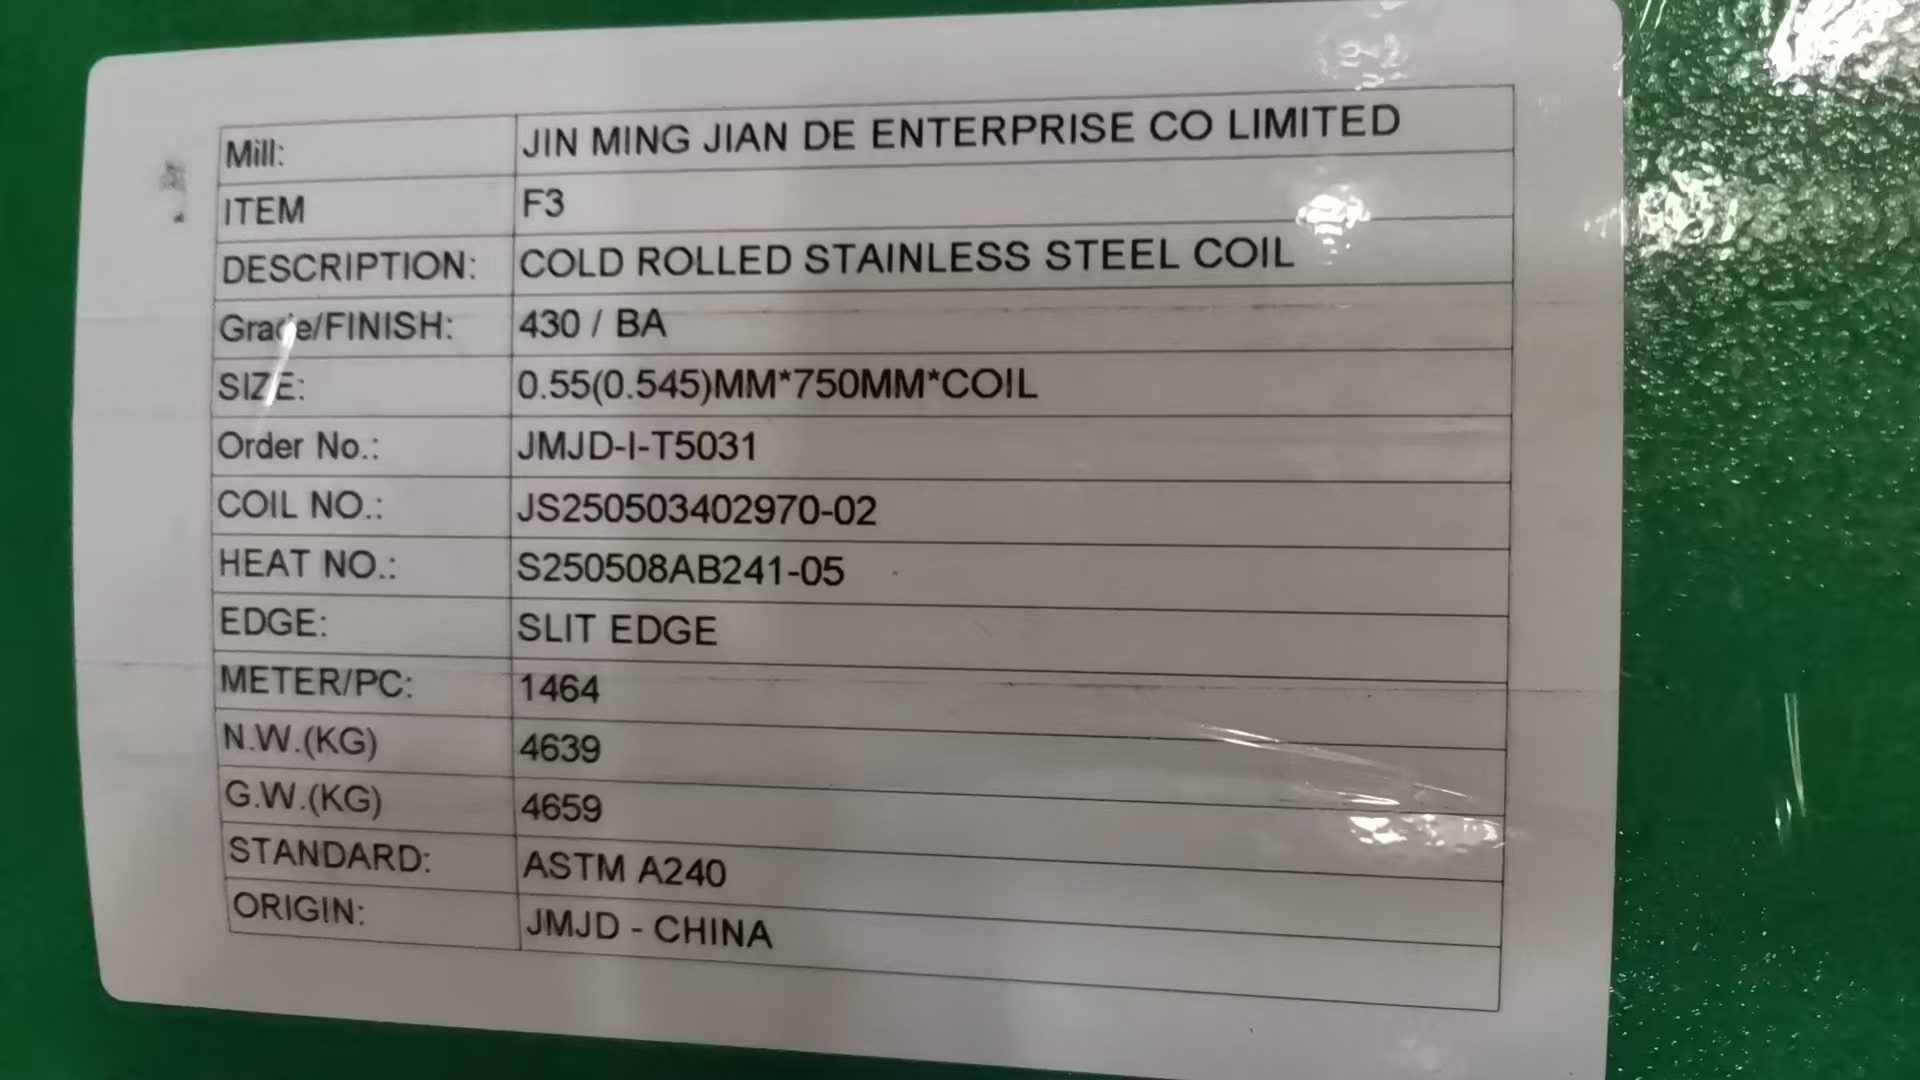 Mill: JIN MING JIAN DE ENTERPRISE CO LIMITED
ITEM F3
DESCRIPTION: COLD ROLLED STAINLESS STEEL COIL
Grade/FINISH: 430 / BA
SIZE: 0.55(0.545)MM*750MM*COIL
Order No.: JMJD-I-T5031
COIL NO.: JS250503402970-02
HEAT NO.: S250508AB241-05
EDGE: SLIT EDGE
METER/PC: 1464
N.W.(KG) 4639
G.W.(KG) 4659
STANDARD: ASTM A240
ORIGIN: JMJD - CHINA